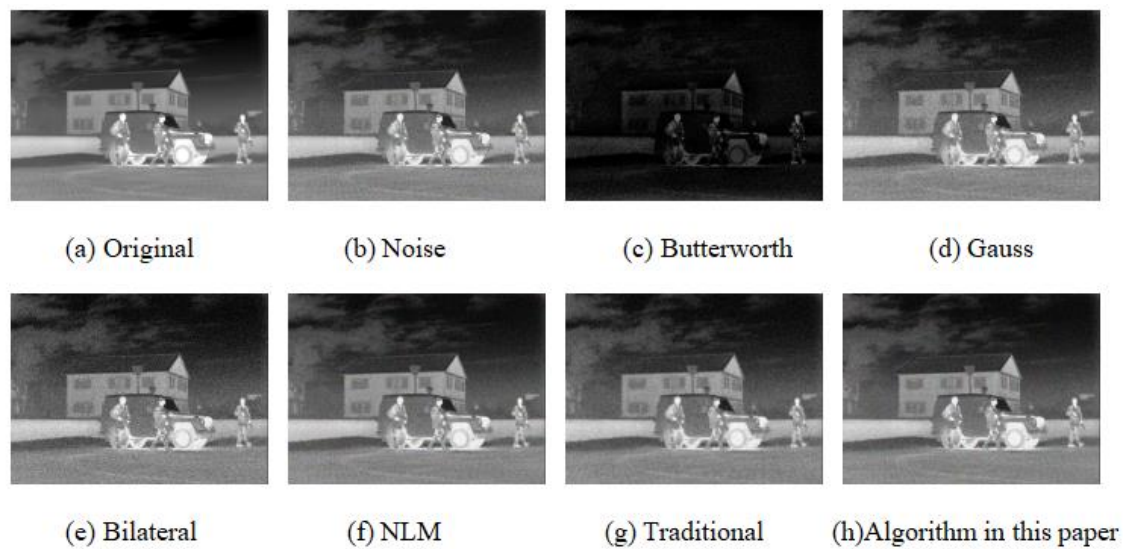 (a) Original
(b) Noise
(c) Butterworth
(d) Gauss
(e) Bilateral
(f) NLM
(g) Traditional
(h)Algorithm in this paper